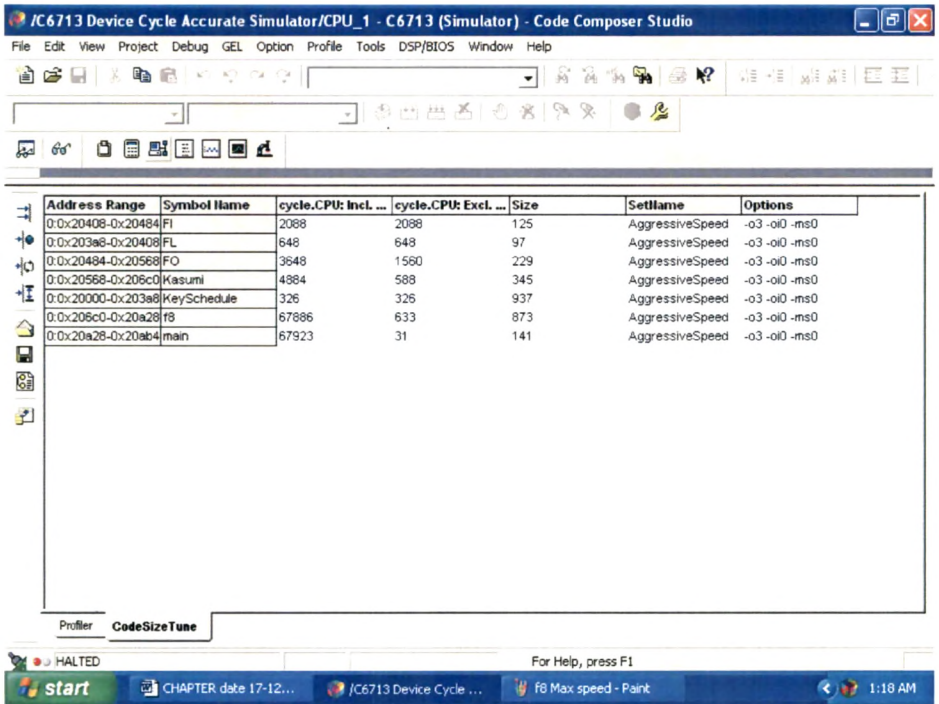 /C6713 Device Cycle Accurate Simulator/CPU_1 - C6713 (Simulator) - Code Composer Studio
File Edit View Project Debug GEL Option Profile Tools DSP/BIOS Window Help
Address Range Symbol Name cycle.CPU: Incl. ... cycle.CPU: Excl. ... Size SetName Options
0:0x20408-0x20484 FI 2088 2088 125 AggressiveSpeed -o3 -oi0 -ms0
0:0x203a8-0x20408 FL 648 648 97 AggressiveSpeed -o3 -oi0 -ms0
0:0x20484-0x20568 FO 3648 1560 229 AggressiveSpeed -o3 -oi0 -ms0
0:0x20568-0x206c0 Kasumi 4884 588 345 AggressiveSpeed -o3 -oi0 -ms0
0:0x20000-0x203a8 KeySchedule 326 326 937 AggressiveSpeed -o3 -oi0 -ms0
0:0x206c0-0x20a28 f8 67886 633 873 AggressiveSpeed -o3 -oi0 -ms0
0:0x20a28-0x20ab4 main 67923 31 141 AggressiveSpeed -o3 -oi0 -ms0
Profiler CodeSizeTune
HALTED For Help, press F1
start CHAPTER date 17-12... /C6713 Device Cycle ... f8 Max speed - Paint 1:18 AM